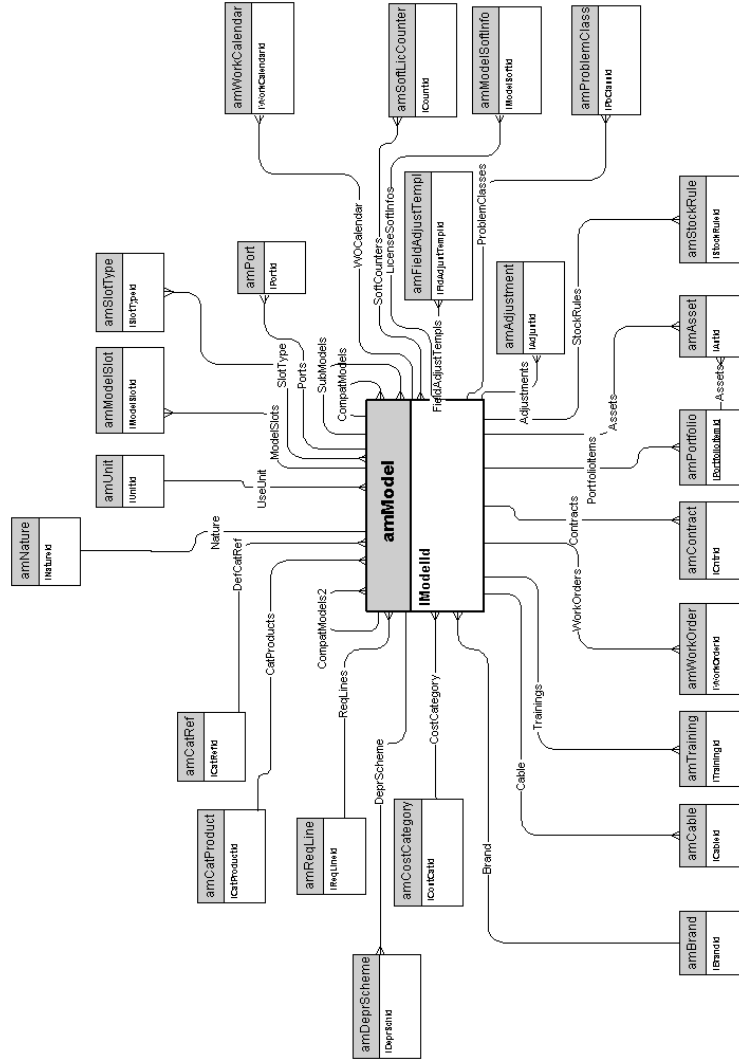 amWorkCalendar
lWorkCalendarId
amSoftLicCounter
lCountId
amModelSoftInfo
lModelSoftId
amProblemClass
lPbClassId
amSlotType
lSlotTypeId
amPort
lPortId
amFieldAdjustTempl
lFldAdjustTemplId
amAdjustment
lAdjustId
amStockRule
lStockRuleId
amModelSlot
lModelSlotId
amUnit
lUnitId
amNature
lNatureId
amAsset
lAstId
amPortfolio
lPortfolioItemId
amContract
lCntrId
amWorkOrder
lWorkOrderId
amTraining
lTrainingId
amCable
lCableId
amBrand
lBrandId
amCatRef
lCatRefId
amCatProduct
lCatProductId
amReqLine
lReqLineId
amCostCategory
lCostCatId
amDeprScheme
lDeprSchId
amModel
lModelId
WOCalendar
SoftCounters
LicenseSoftInfos
ProblemClasses
SlotType
Ports
SubModels
CompatModels
FieldAdjustTempls
Adjustments
StockRules
ModelSlots
UseUnit
Nature
DefCatRef
CatProducts
CompatModels2
ReqLines
DeprScheme
CostCategory
Brand
Cable
Trainings
WorkOrders
Contracts
PortfolioItems
Assets
Assets